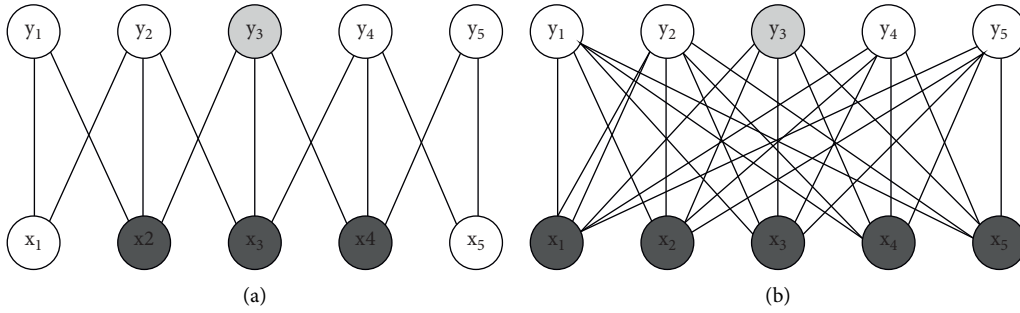 y₁ y₂ y₃ y₄ y₅ y₁ y₂ y₃ y₄ y₅
x₁ x2 x₃ x4 x₅ x₁ x₂ x₃ x₄ x₅
(a) (b)